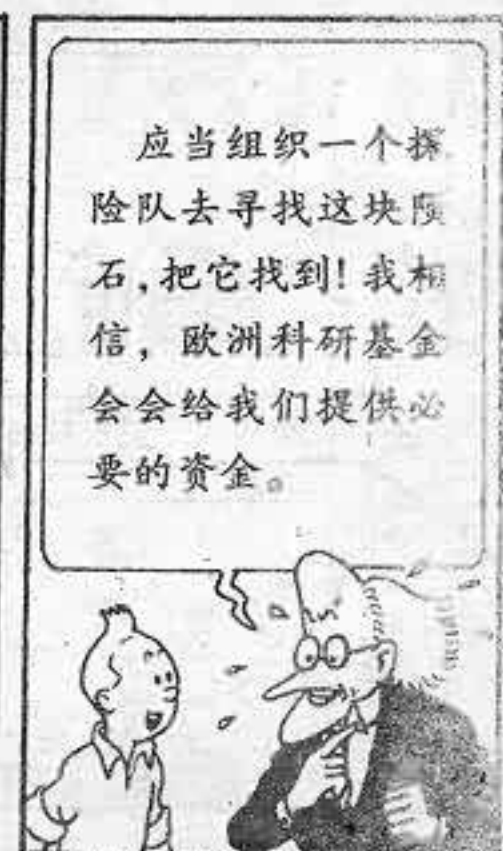 应当组织一个探
险队去寻找这块陨
石,把它找到!我相
信,欧洲科研基金
会会给我们提供必
要的资金。